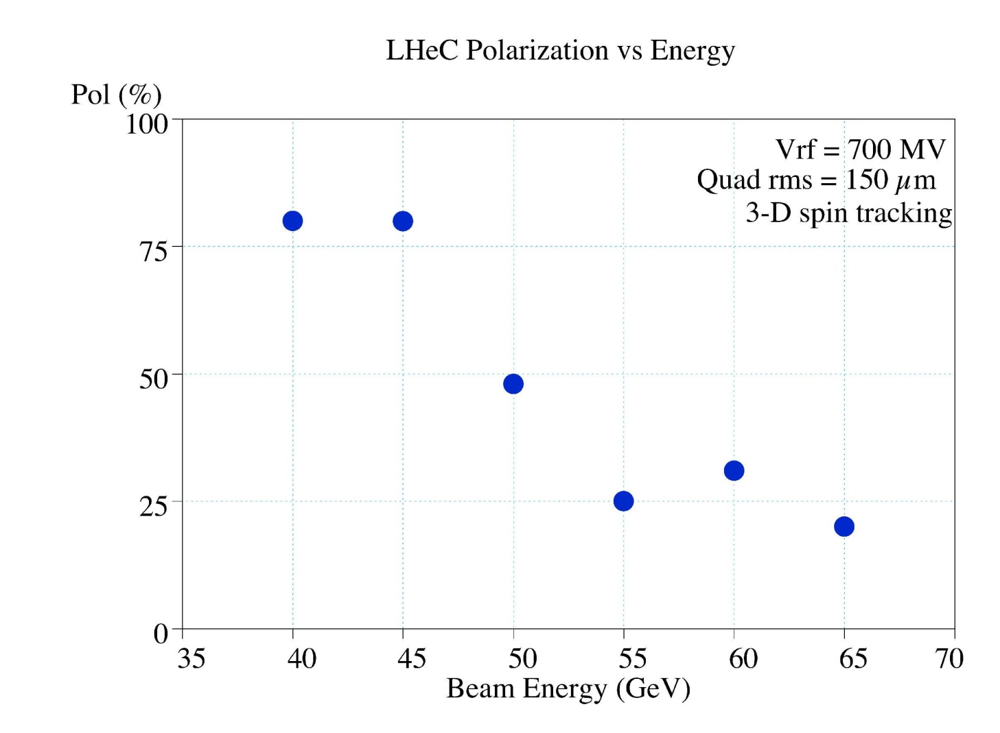 LHeC Polarization vs Energy
Pol (%)
100
Vrf = 700 MV
Quad rms = 150 μm
3-D spin tracking
75
50
25
0
35 40 45 50 55 60 65 70
Beam Energy (GeV)